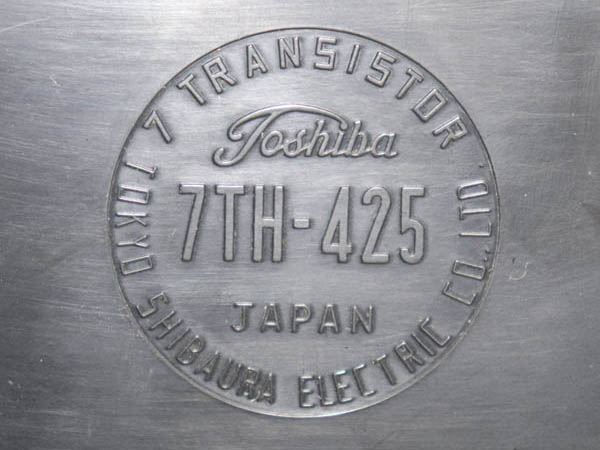 7 TRANSISTOR
Toshiba
7TH-425
JAPAN
TOKYO SHIBAURA ELECTRIC CO., LTD.